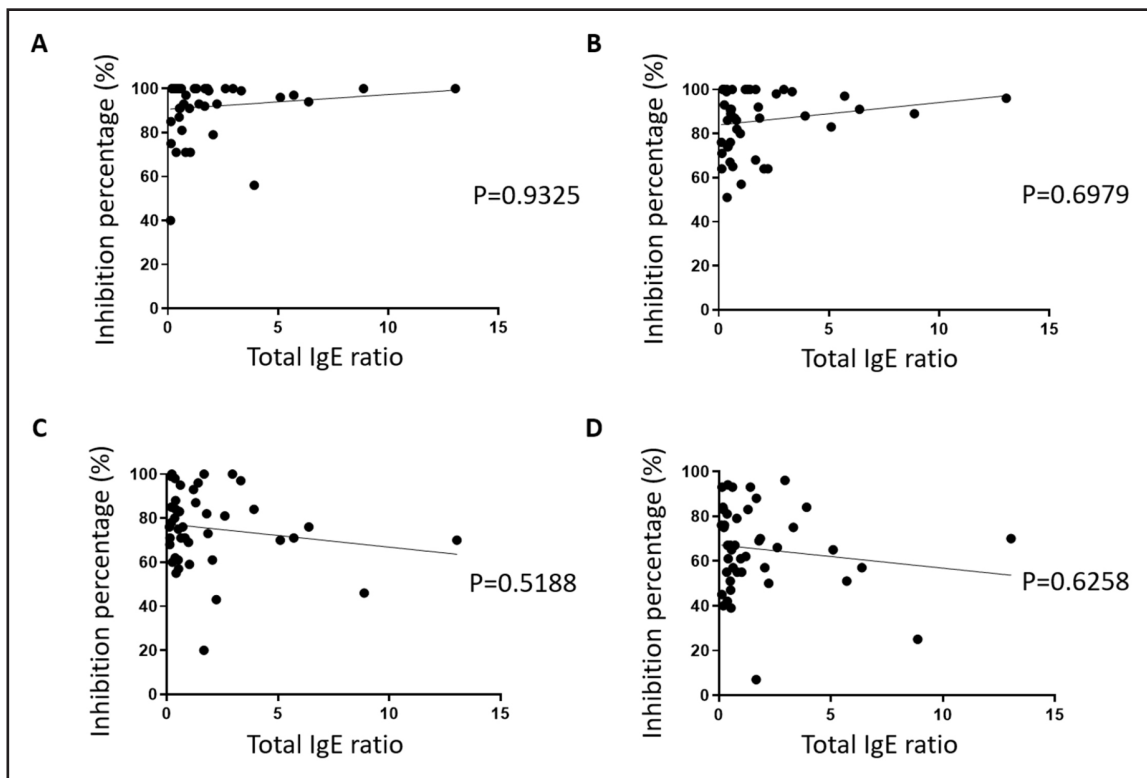 A
Inhibition percentage (%)
100
80
60
40
20
0
0 5 10 15
Total IgE ratio
P=0.9325
B
Inhibition percentage (%)
100
80
60
40
20
0
0 5 10 15
Total IgE ratio
P=0.6979
C
Inhibition percentage (%)
100
80
60
40
20
0
0 5 10 15
Total IgE ratio
P=0.5188
D
Inhibition percentage (%)
100
80
60
40
20
0
0 5 10 15
Total IgE ratio
P=0.6258